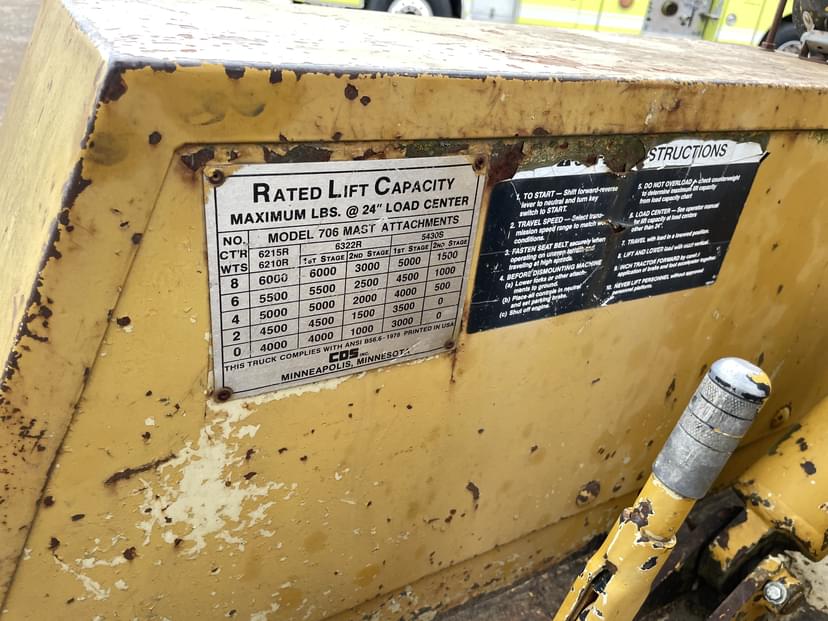 RATED LIFT CAPACITY
MAXIMUM LBS. @ 24" LOAD CENTER
NO. MODEL 706 MAST ATTACHMENTS
CT'R 6215R 6322R 5430S
WTS 6210R 1ST STAGE 2ND STAGE 1ST STAGE 2ND STAGE
8 6000 6000 3000 5000 1500
6 5500 5500 2500 4500 1000
4 5000 5000 2000 4000 500
2 4500 4500 1500 3500 0
0 4000 4000 1000 3000 0
THIS TRUCK COMPLIES WITH ANSI B56.6-1978 PRINTED IN USA
CDS INC.
MINNEAPOLIS, MINNESOTA
STRUCTIONS
1. TO START - Shift forward-reverse
lever to neutral and turn key
switch to START.
2. TRAVEL SPEED - Select trans-
mission speed range to match
conditions.
3. FASTEN SEAT BELT securely when
operating on uneven
traveling at high speeds.
4. BEFORE DISMOUNTING MACHINE
(a) Lower forks or other attach-
ments to ground.
(b) Place all controls in neutral
and set parking brake.
(c) Shut off engine.
5. DO NOT OVERLOAD - check counterweight
to determine maximum lift capacity
from load capacity chart.
6. LOAD CENTER - See operator manual
for lift capacity at load centers
other than 24".
7. TRAVEL with load in a lowered position.
8. LIFT AND LOWER load with mast vertical.
9. INCH TRACTOR FORWARD by
application of brake and foot accelerator together
10. NEVER LIFT PERSONNEL without approved
personnel platform.